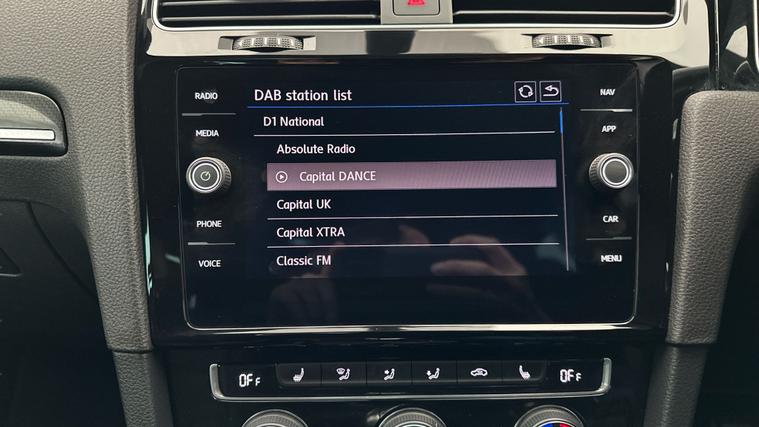 RADIO
DAB station list
NAV
D1 National
MEDIA
APP
Absolute Radio
Capital DANCE
Capital UK
PHONE
CAR
Capital XTRA
VOICE
Classic FM
MENU
OFF
OFF